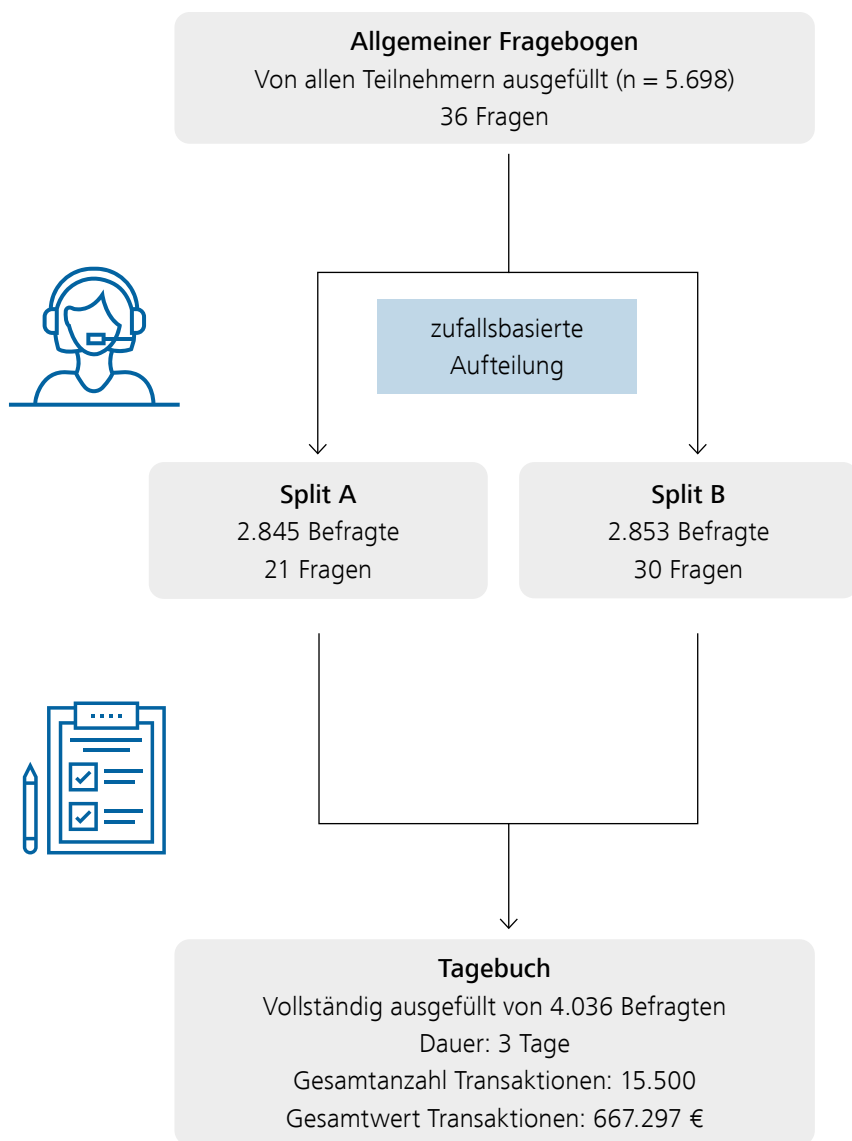 Allgemeiner Fragebogen
Von allen Teilnehmern ausgefüllt (n = 5.698)
36 Fragen
zufallsbasierte
Aufteilung
Split A
2.845 Befragte
21 Fragen
Split B
2.853 Befragte
30 Fragen
Tagebuch
Vollständig ausgefüllt von 4.036 Befragten
Dauer: 3 Tage
Gesamtanzahl Transaktionen: 15.500
Gesamtwert Transaktionen: 667.297 €